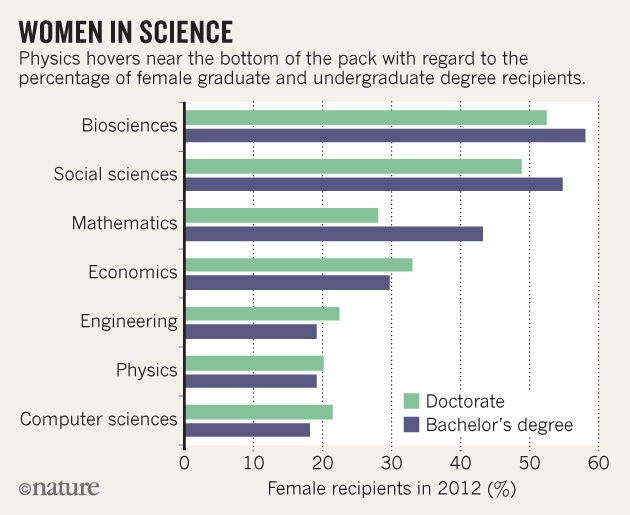 WOMEN IN SCIENCE
Physics hovers near the bottom of the pack with regard to the
percentage of female graduate and undergraduate degree recipients.
Biosciences
Social sciences
Mathematics
Economics
Engineering
Physics
Computer sciences
Doctorate
Bachelor's degree
0 10 20 30 40 50 60
Female recipients in 2012 (%)
©nature